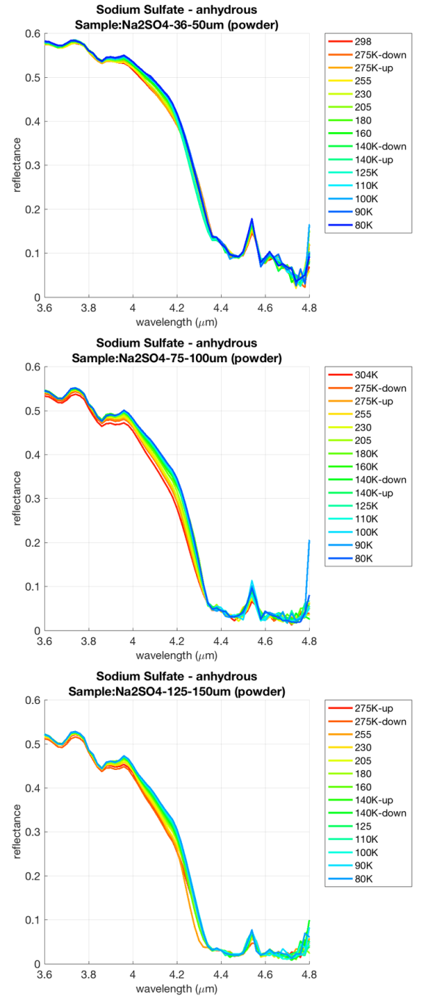 Sodium Sulfate - anhydrous
Sample:Na2SO4-36-50um (powder)
0.6
0.5
0.4
0.3
0.2
0.1
0
reflectance
3.6 3.8 4 4.2 4.4 4.6 4.8
wavelength (μm)
298
275K-down
275K-up
255
230
205
180
160
140K-down
140K-up
125K
110K
100K
90K
80K
Sodium Sulfate - anhydrous
Sample:Na2SO4-75-100um (powder)
0.6
0.5
0.4
0.3
0.2
0.1
0
reflectance
3.6 3.8 4 4.2 4.4 4.6 4.8
wavelength (μm)
304K
275K-down
275K-up
255
230
205
180K
160K
140K-down
140K-up
125K
110K
100K
90K
80K
Sodium Sulfate - anhydrous
Sample:Na2SO4-125-150um (powder)
0.6
0.5
0.4
0.3
0.2
0.1
0
reflectance
3.6 3.8 4 4.2 4.4 4.6 4.8
wavelength (μm)
275K-up
275K-down
255
230
205
180
160
140K-up
140K-down
125
110K
100K
90K
80K